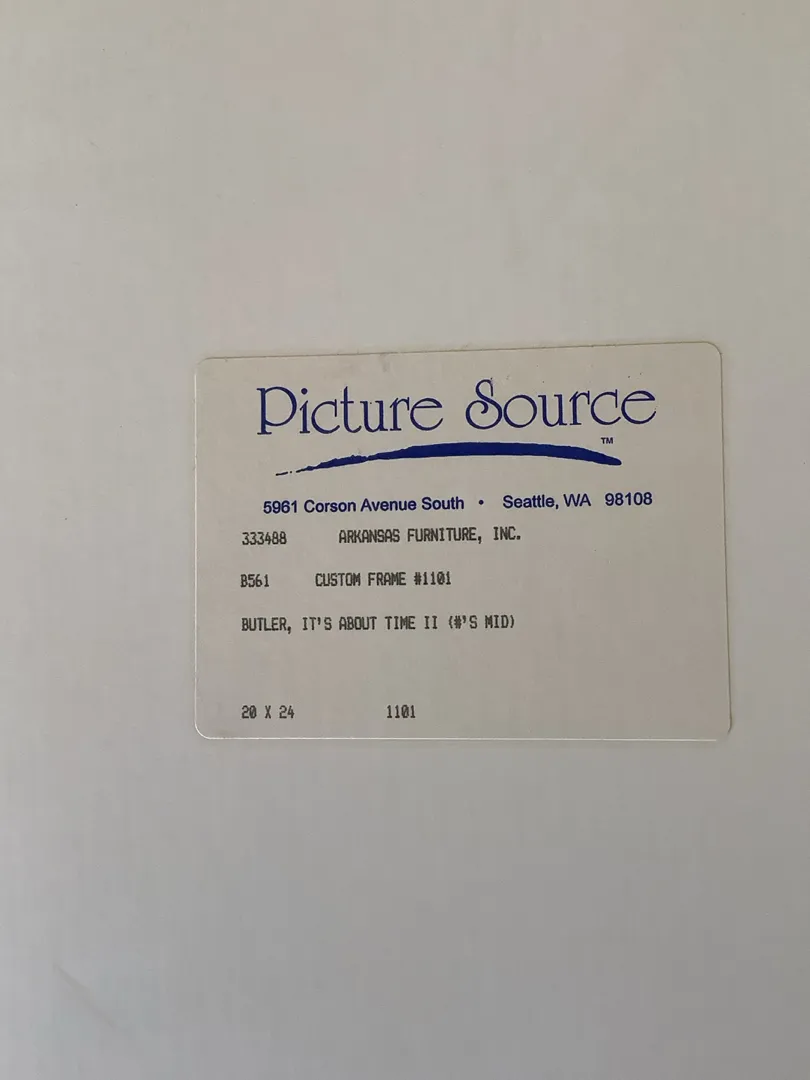 Picture Source
TM
5961 Corson Avenue South • Seattle, WA 98108
333488 ARKANSAS FURNITURE, INC.
B561 CUSTOM FRAME #1101
BUTLER, IT'S ABOUT TIME II (#'S MID)
20 X 24 1101